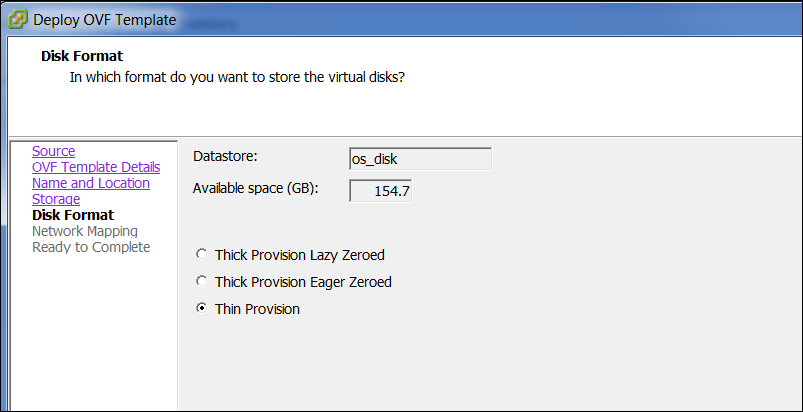 Deploy OVF Template
Disk Format
In which format do you want to store the virtual disks?
Source
OVF Template Details
Name and Location
Storage
Disk Format
Network Mapping
Ready to Complete
Datastore: os_disk
Available space (GB): 154.7
Thick Provision Lazy Zeroed
Thick Provision Eager Zeroed
Thin Provision